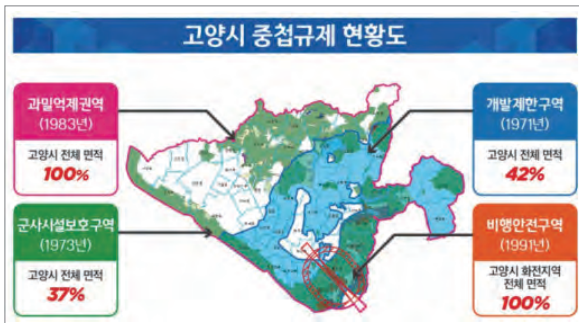 고양시 중첩규제 현황도
과밀억제권역
(1983년)
고양시 전체 면적
100%
개발제한구역
(1971년)
고양시 전체 면적
42%
군사시설보호구역
(1973년)
고양시 전체 면적
37%
비행안전구역
(1991년)
고양시 화전지역
전체 면적
100%